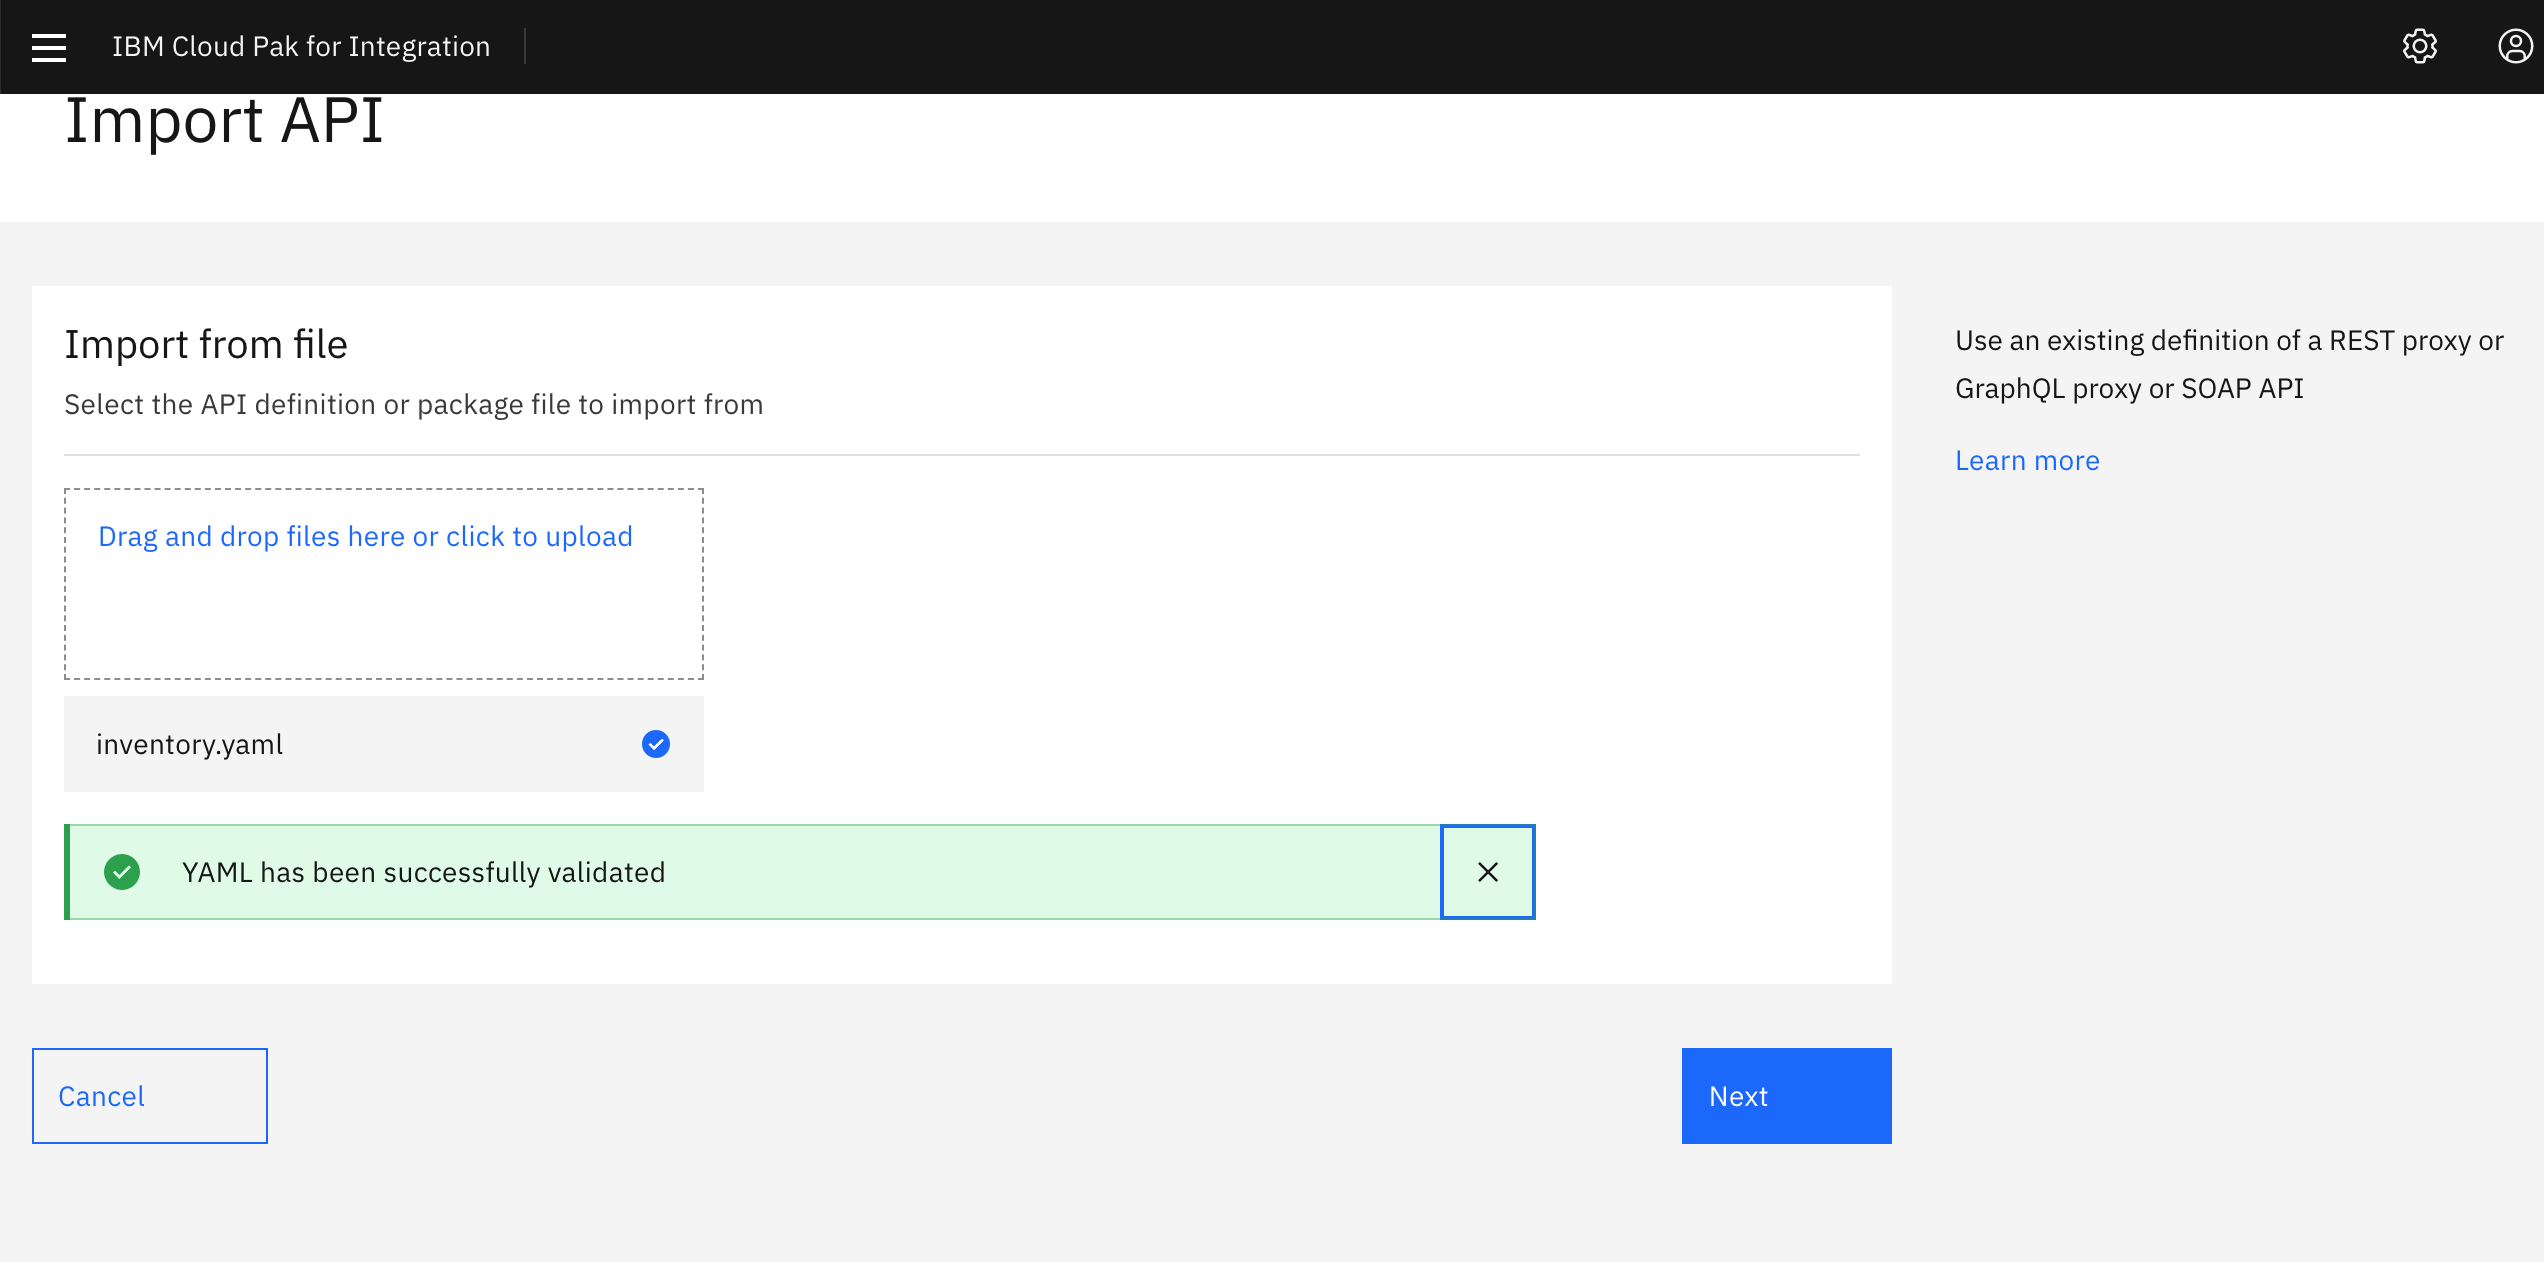 IBM Cloud Pak for Integration
Import API
Import from file
Select the API definition or package file to import from
Drag and drop files here or click to upload
inventory.yaml
YAML has been successfully validated
Use an existing definition of a REST proxy or
GraphQL proxy or SOAP API
Learn more
Cancel
Next